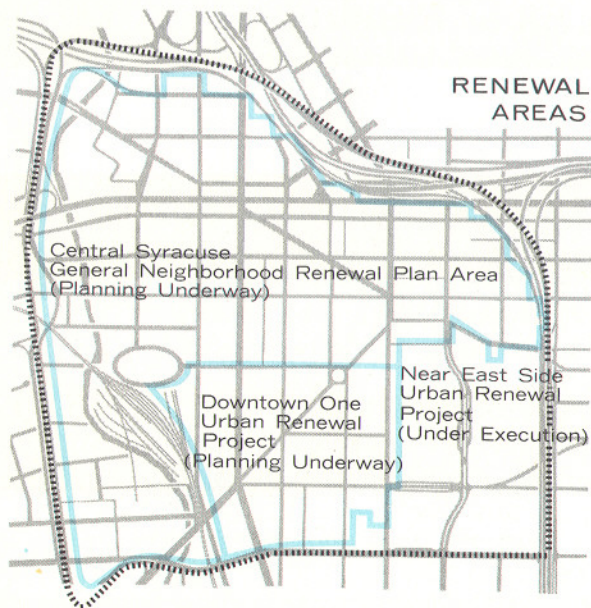 RENEWAL
AREAS
Central Syracuse
General Neighborhood Renewal Plan Area
(Planning Underway)
Downtown One
Urban Renewal
Project
(Planning Underway)
Near East Side
Urban Renewal
Project
(Under Execution)